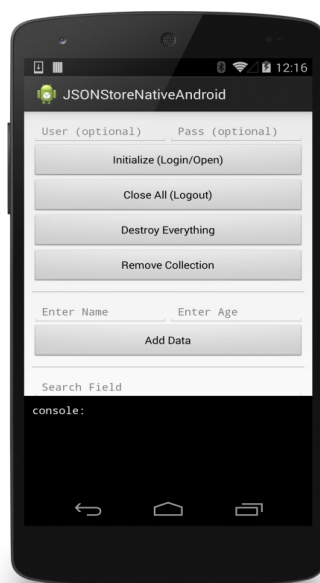 12:16
JSONStoreNativeAndroid
User (optional) Pass (optional)
Initialize (Login/Open)
Close All (Logout)
Destroy Everything
Remove Collection
Enter Name Enter Age
Add Data
Search Field
console: